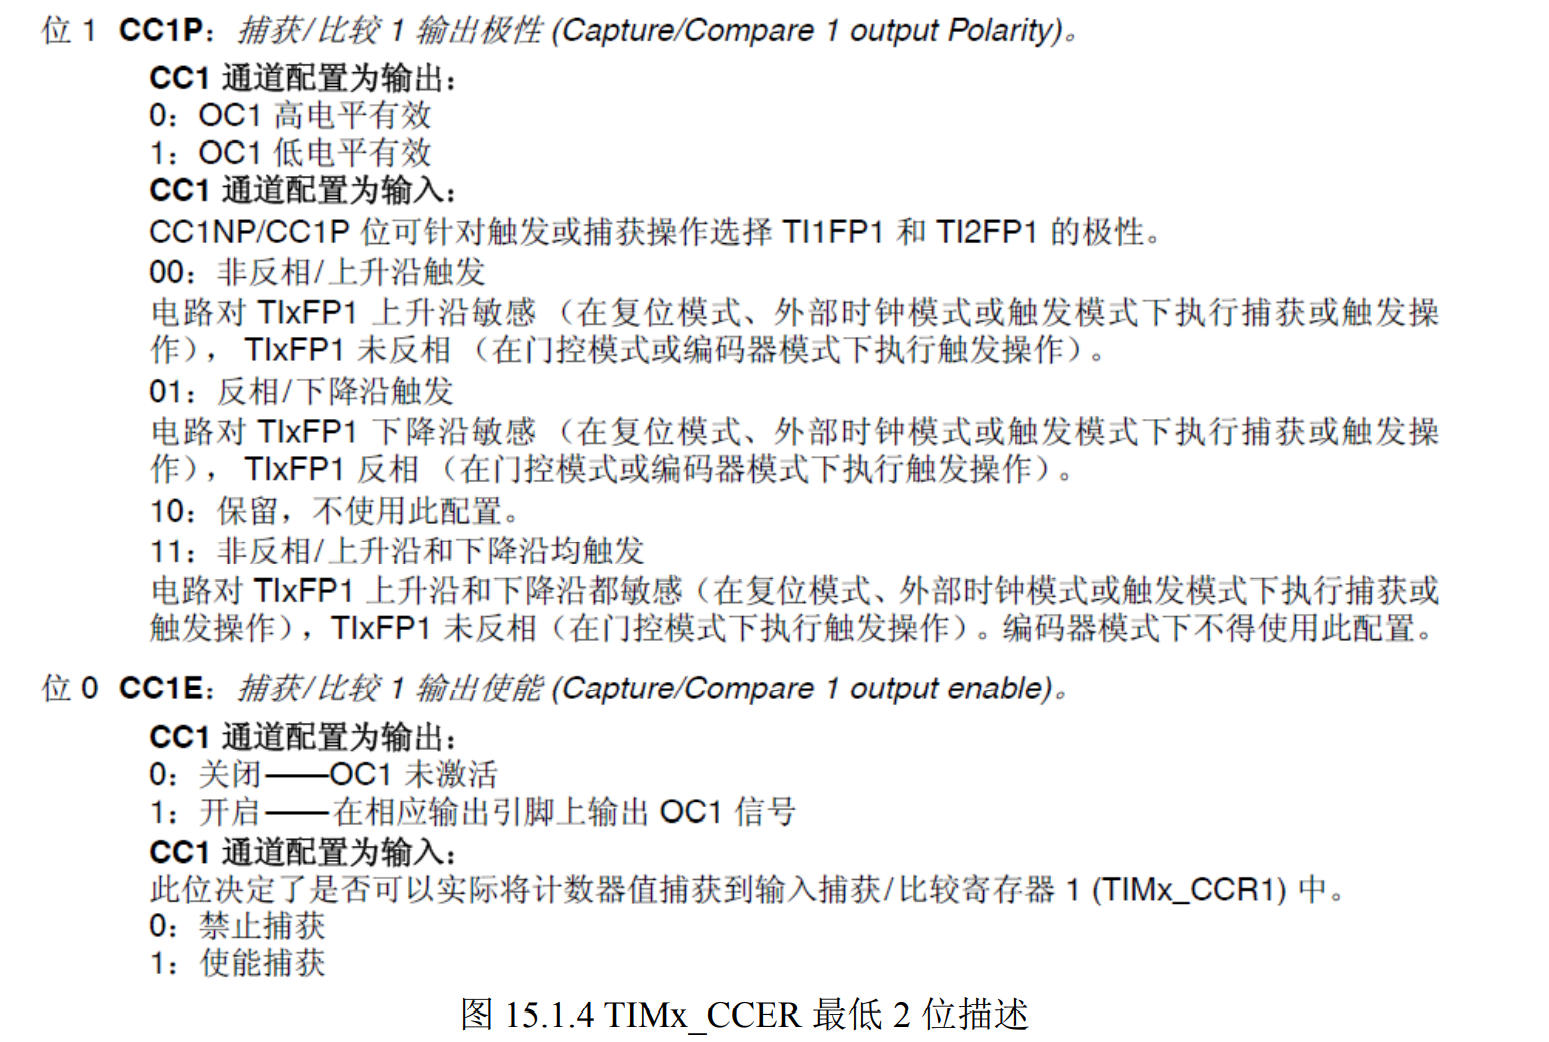 位 1 CC1P：捕获/比较 1 输出极性 (Capture/Compare 1 output Polarity)。
CC1 通道配置为输出：
0：OC1 高电平有效
1：OC1 低电平有效
CC1 通道配置为输入：
CC1NP/CC1P 位可针对触发或捕获操作选择 TI1FP1 和 TI2FP1 的极性。
00：非反相/上升沿触发
电路对 TIxFP1 上升沿敏感 （在复位模式、外部时钟模式或触发模式下执行捕获或触发操
作）， TIxFP1 未反相 （在门控模式或编码器模式下执行触发操作）。
01：反相/下降沿触发
电路对 TIxFP1 下降沿敏感 （在复位模式、外部时钟模式或触发模式下执行捕获或触发操
作）， TIxFP1 反相 （在门控模式或编码器模式下执行触发操作）。
10：保留，不使用此配置。
11：非反相/上升沿和下降沿均触发
电路对 TIxFP1 上升沿和下降沿都敏感（在复位模式、外部时钟模式或触发模式下执行捕获或
触发操作），TIxFP1 未反相（在门控模式下执行触发操作）。编码器模式下不得使用此配置。
位 0 CC1E：捕获/比较 1 输出使能 (Capture/Compare 1 output enable)。
CC1 通道配置为输出：
0：关闭——OC1 未激活
1：开启——在相应输出引脚上输出 OC1 信号
CC1 通道配置为输入：
此位决定了是否可以实际将计数器值捕获到输入捕获/比较寄存器 1 (TIMx_CCR1) 中。
0：禁止捕获
1：使能捕获
图 15.1.4 TIMx_CCER 最低 2 位描述